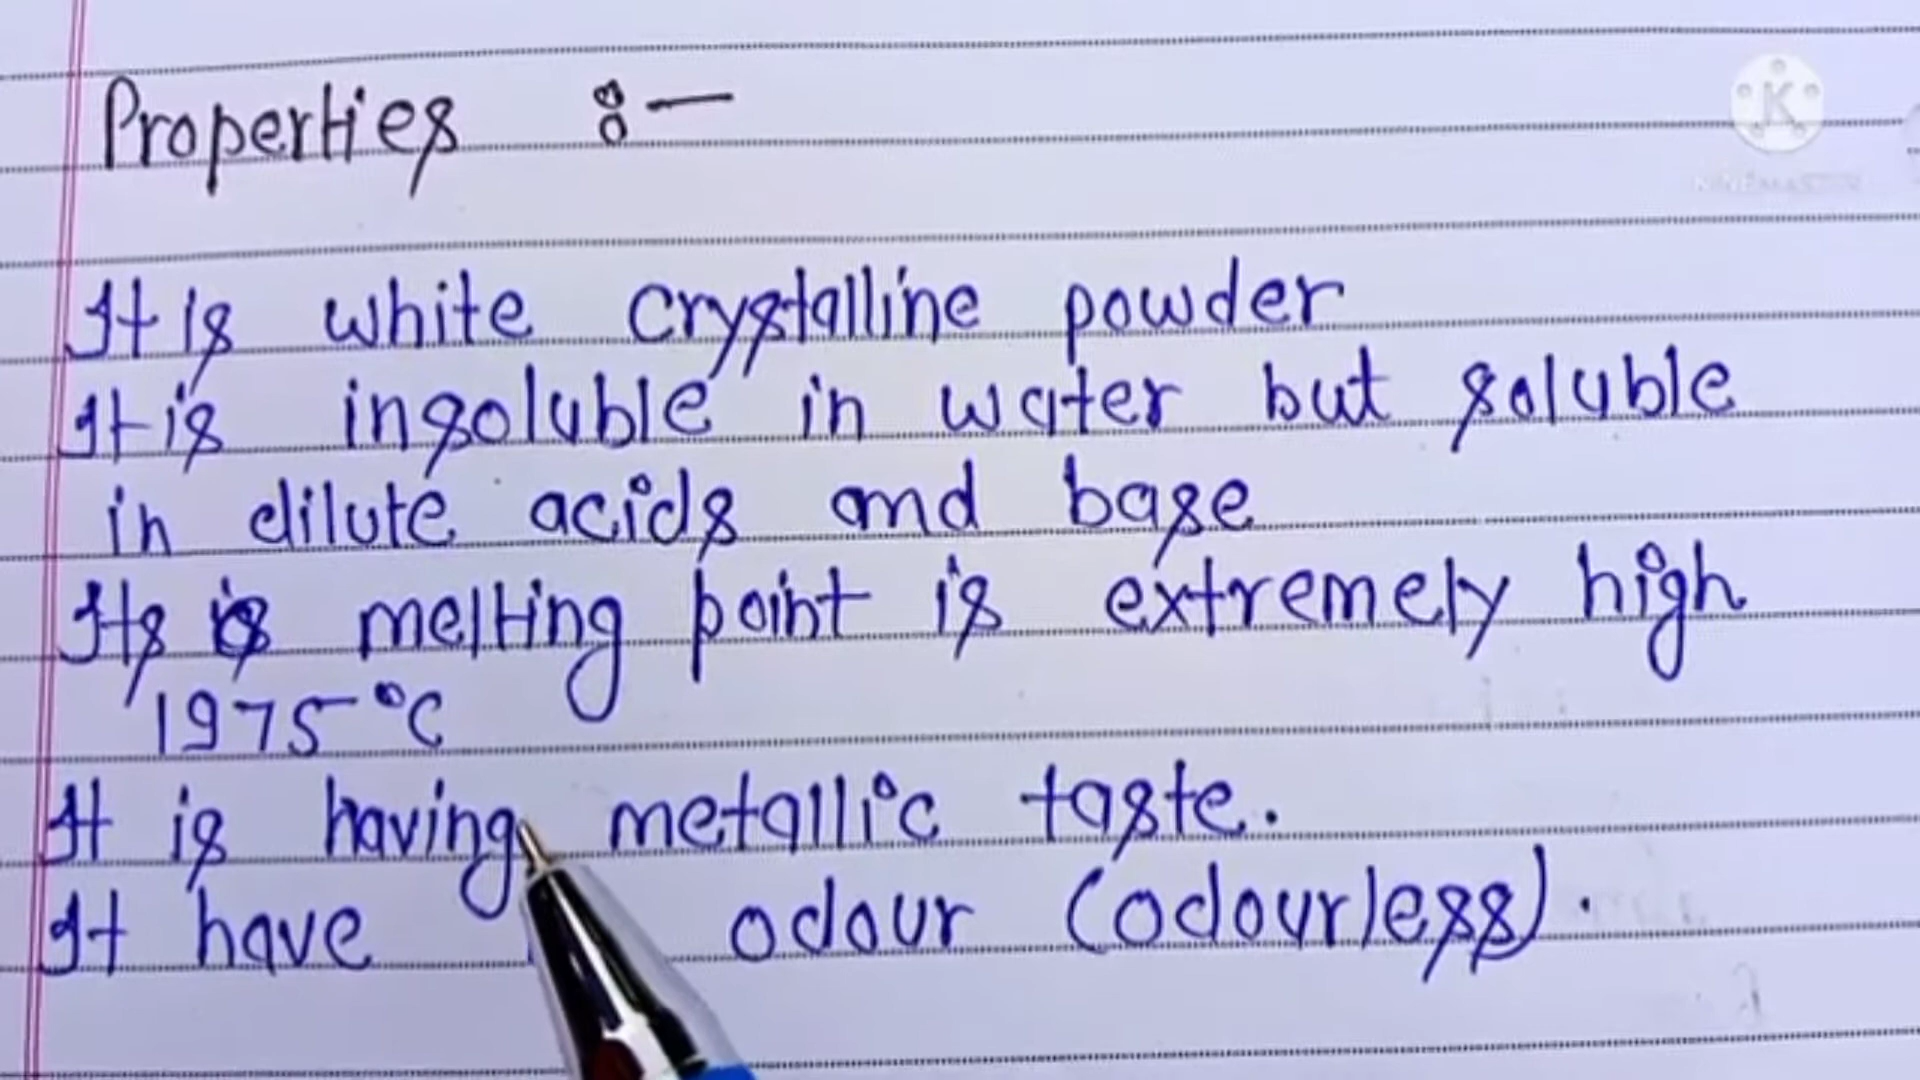 Properties :-
It is white crystalline powder
It is insoluble in water but soluble
in dilute acids and base
Its is melting point is extremely high
1975°C
It is having metallic taste.
It have odour (odourless).